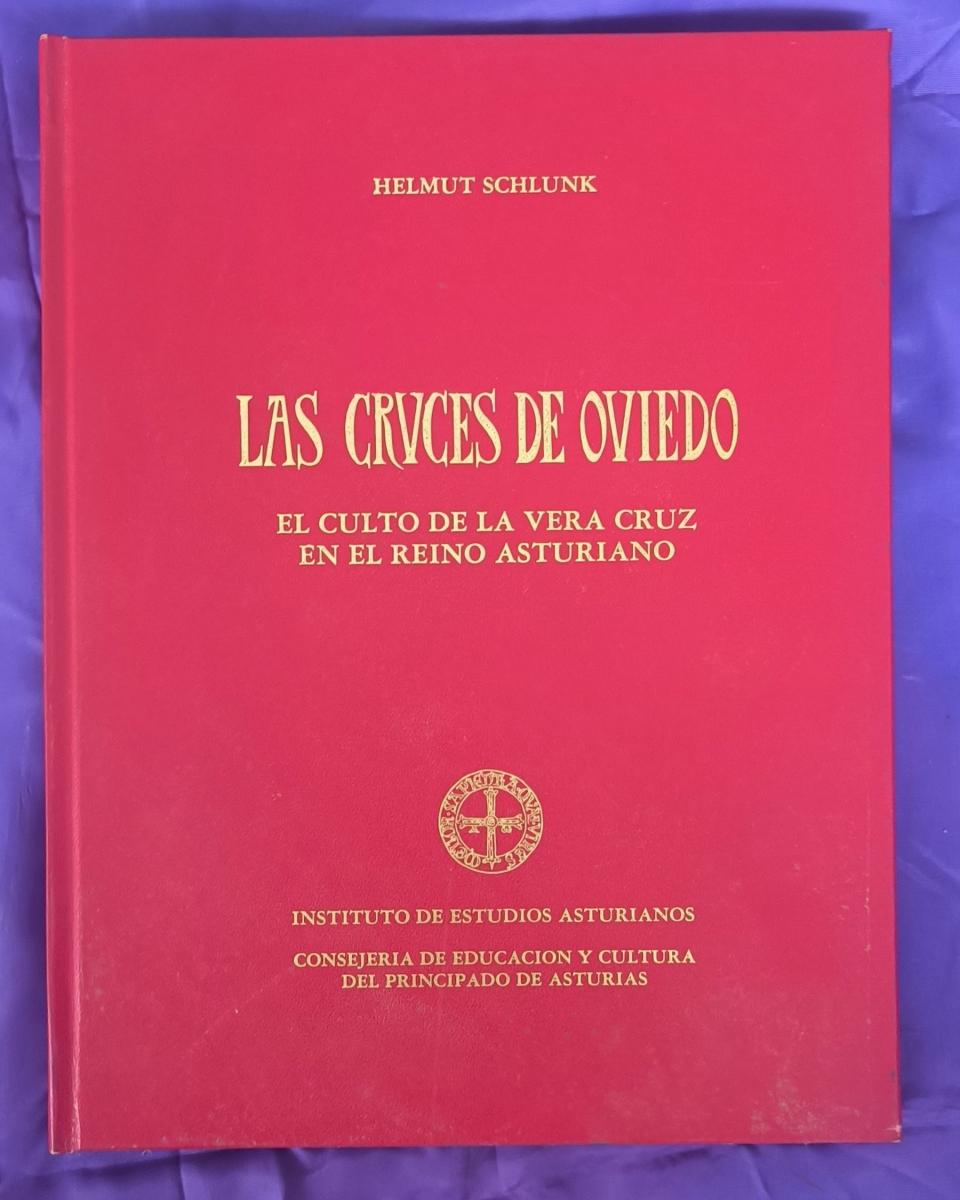 HELMUT SCHLUNK
LAS CRVCES DE OVIEDO
EL CULTO DE LA VERA CRUZ
EN EL REINO ASTURIANO
INSTITUTO DE ESTUDIOS ASTURIANOS
CONSEJERIA DE EDUCACION Y CULTURA
DEL PRINCIPADO DE ASTURIAS